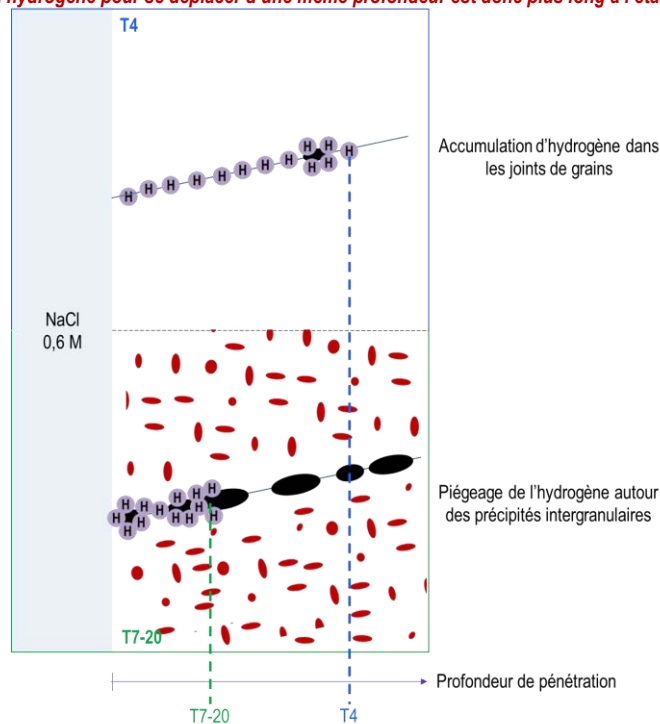 hydrogène pour se déplacer d'une même profondeur est donc plus long à l'éta
T4
H H H H H H H H H H H H H H
Accumulation d'hydrogène dans
les joints de grains
NaCl
0,6 M
H H H H H H H H H H H H H H H
Piégeage de l'hydrogène autour
des précipités intergranulaires
T7-20
Profondeur de pénétration
T7-20
T4